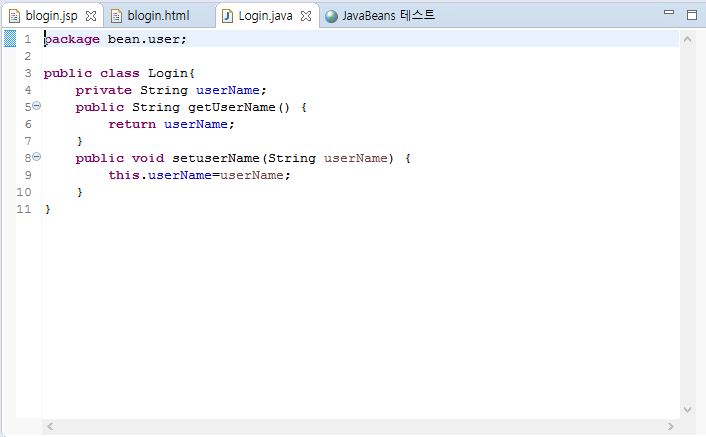 blogin.jsp blogin.html Login.java JavaBeans 테스트
1 package bean.user;
2
3 public class Login{
4 private String userName;
5 public String getUserName() {
6 return userName;
7 }
8 public void setuserName(String userName) {
9 this.userName=userName;
10 }
11 }